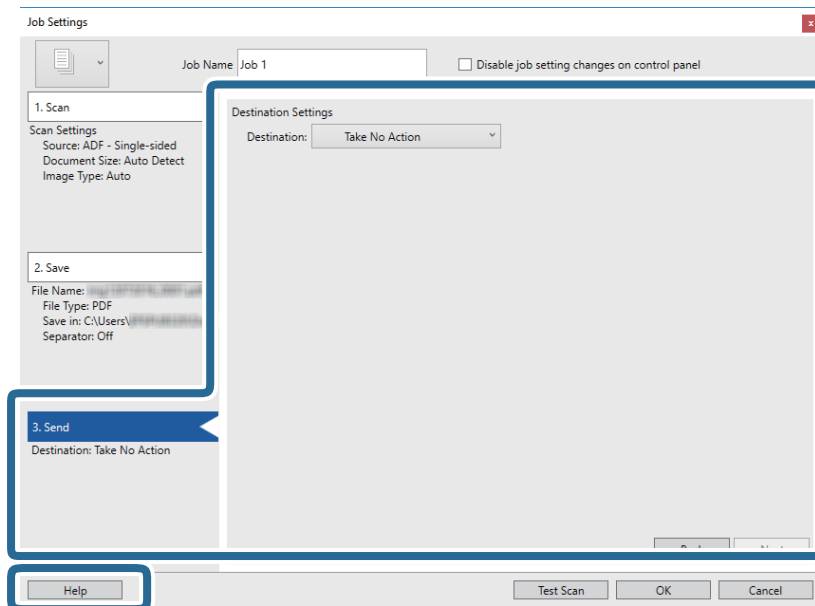 Job Settings
x
Job Name Job 1
Disable job setting changes on control panel
1. Scan
Scan Settings
Source: ADF - Single-sided
Document Size: Auto Detect
Image Type: Auto
2. Save
File Name:
File Type: PDF
Save in: C:\Users\
Separator: Off
3. Send
Destination: Take No Action
Destination Settings
Destination: Take No Action
Help
Test Scan
OK
Cancel